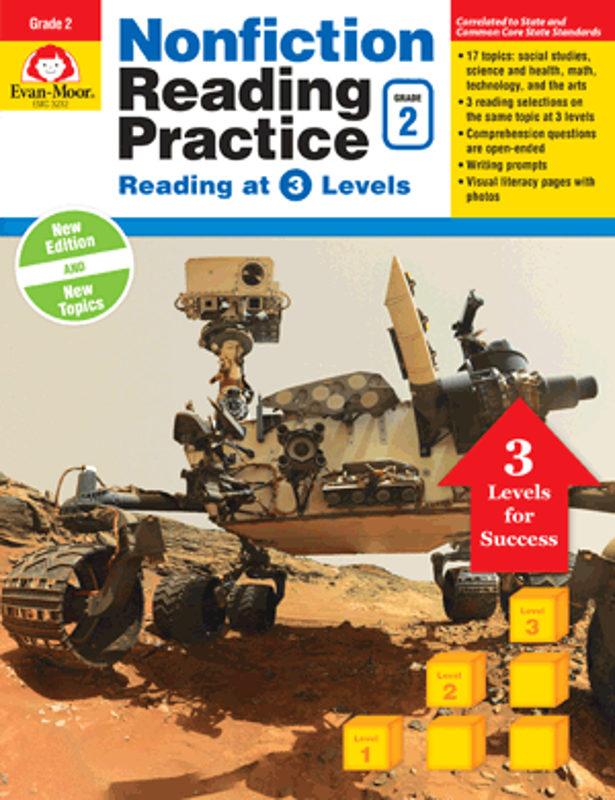 Grade 2
Evan-Moor®
EMC 3232
Nonfiction
Reading
Practice
GRADE
2
Reading at 3 Levels
Correlated to State and
Common Core State Standards
• 17 topics: social studies,
science and health, math,
technology, and the arts
• 3 reading selections on
the same topic at 3 levels
• Comprehension questions
are open-ended
• Writing prompts
• Visual literacy pages with
photos
New
Edition
AND
New
Topics
3
Levels
for
Success
Level
3
Level
2
Level
1